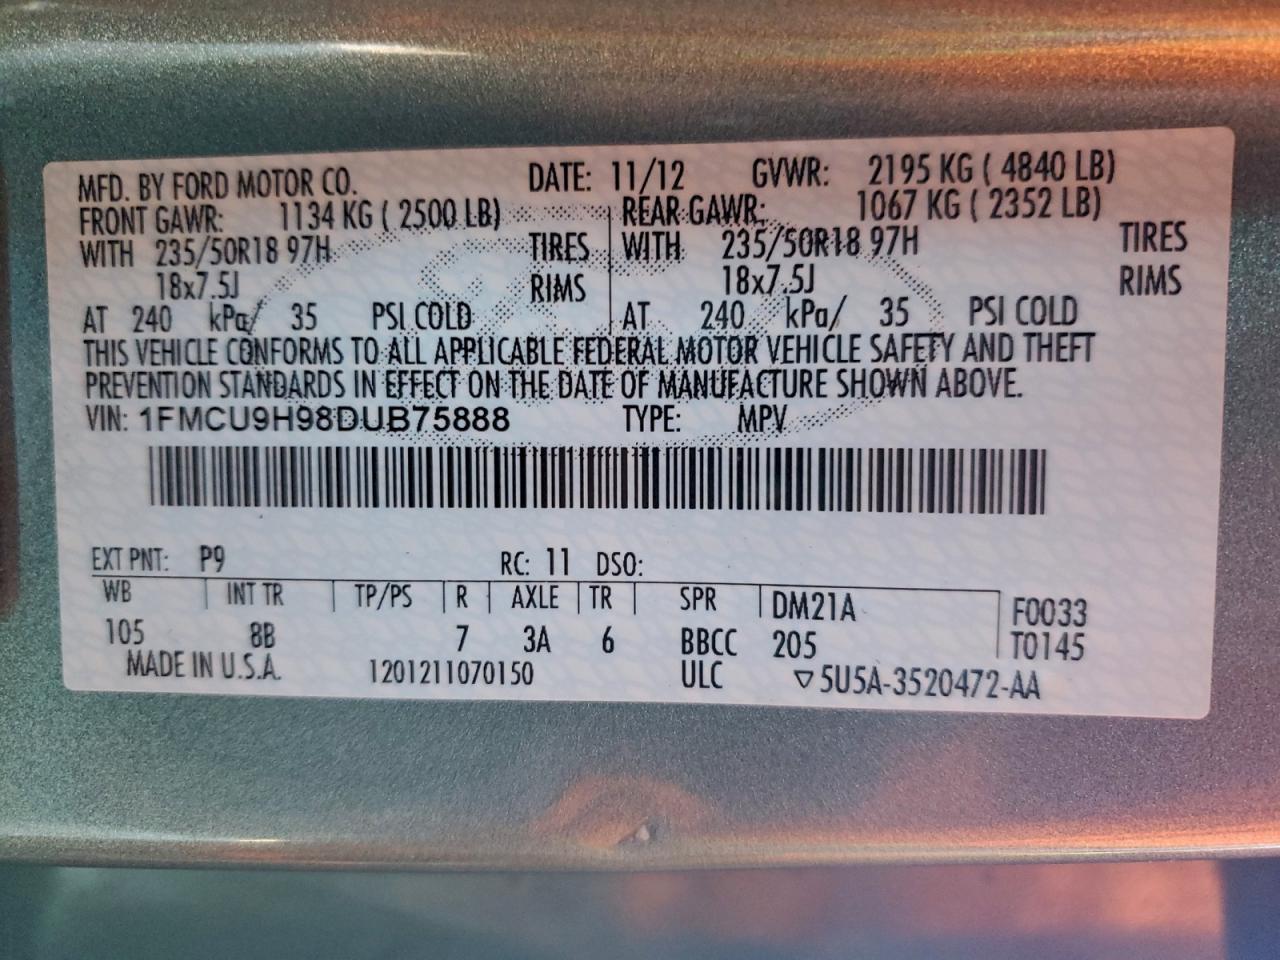 MFD. BY FORD MOTOR CO. DATE: 11/12 GVWR: 2195 KG ( 4840 LB)
FRONT GAWR: 1134 KG ( 2500 LB) REAR GAWR: 1067 KG ( 2352 LB)
WITH 235/50R18 97H TIRES WITH 235/50R18 97H TIRES
18x7.5J RIMS 18x7.5J RIMS
AT 240 kPa/ 35 PSI COLD AT 240 kPa/ 35 PSI COLD
THIS VEHICLE CONFORMS TO ALL APPLICABLE FEDERAL MOTOR VEHICLE SAFETY AND THEFT
PREVENTION STANDARDS IN EFFECT ON THE DATE OF MANUFACTURE SHOWN ABOVE.
VIN: 1FMCU9H98DUB75888 TYPE: MPV
EXT PNT: P9 RC: 11 DSO:
WB INT TR TP/PS R AXLE TR SPR DM21A F0033
105 8B 7 3A 6 BBCC 205 T0145
MADE IN U.S.A. 1201211070150 ULC ▽5U5A-3520472-AA